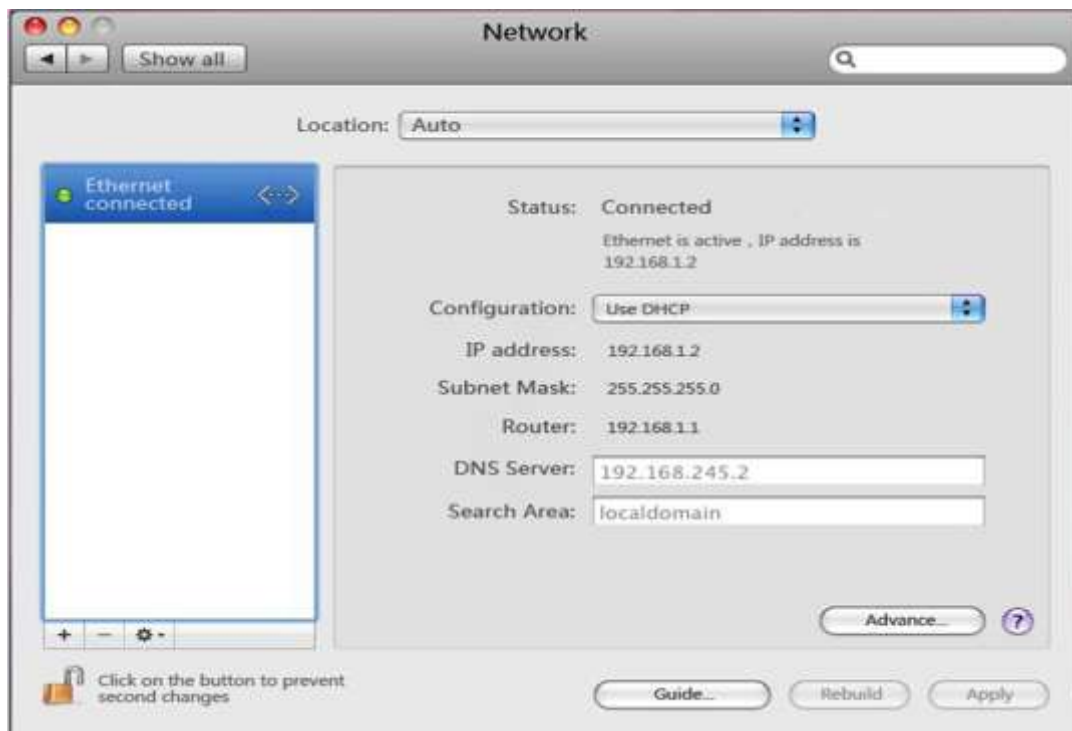 Network
Show all
Location: Auto
Ethernet
connected
Status: Connected
Ethernet is active , IP address is
192.168.1.2
Configuration: Use DHCP
IP address: 192.168.1.2
Subnet Mask: 255.255.255.0
Router: 192.168.1.1
DNS Server: 192.168.245.2
Search Area: localdomain
Advance...
?
Click on the button to prevent
second changes
Guide...
Rebuild
Apply